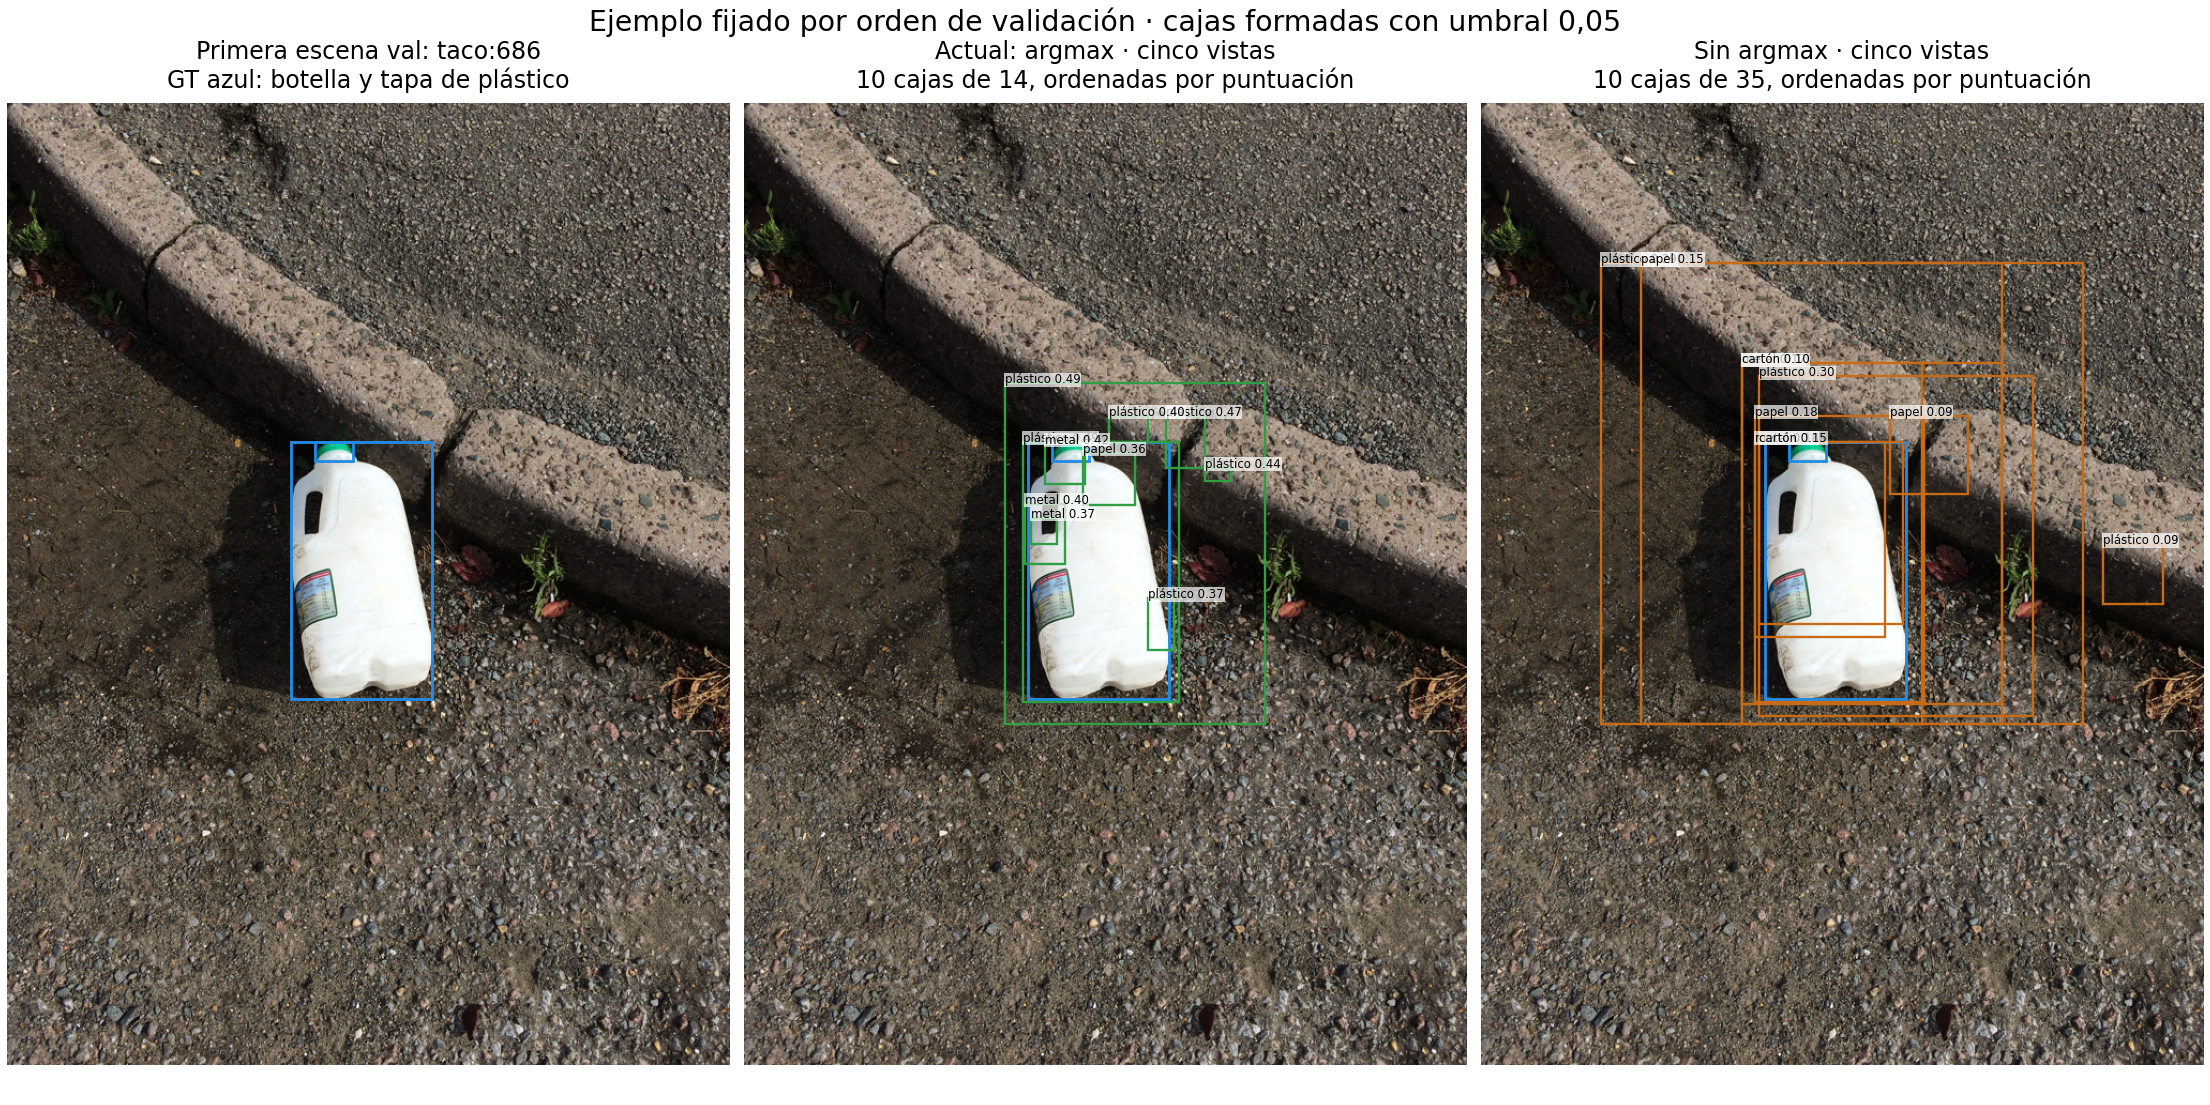 Ejemplo fijado por orden de validación · cajas formadas con umbral 0,05
Primera escena val: taco:686
GT azul: botella y tapa de plástico
Actual: argmax · cinco vistas
10 cajas de 14, ordenadas por puntuación
Sin argmax · cinco vistas
10 cajas de 35, ordenadas por puntuación
plástico 0.49
plástico 0.40
stico 0.47
metal 0.42
papel 0.36
plástico 0.44
metal 0.40
metal 0.37
plástico 0.37
papel 0.15
cartón 0.10
plástico 0.30
papel 0.18
papel 0.09
cartón 0.15
plástico 0.09